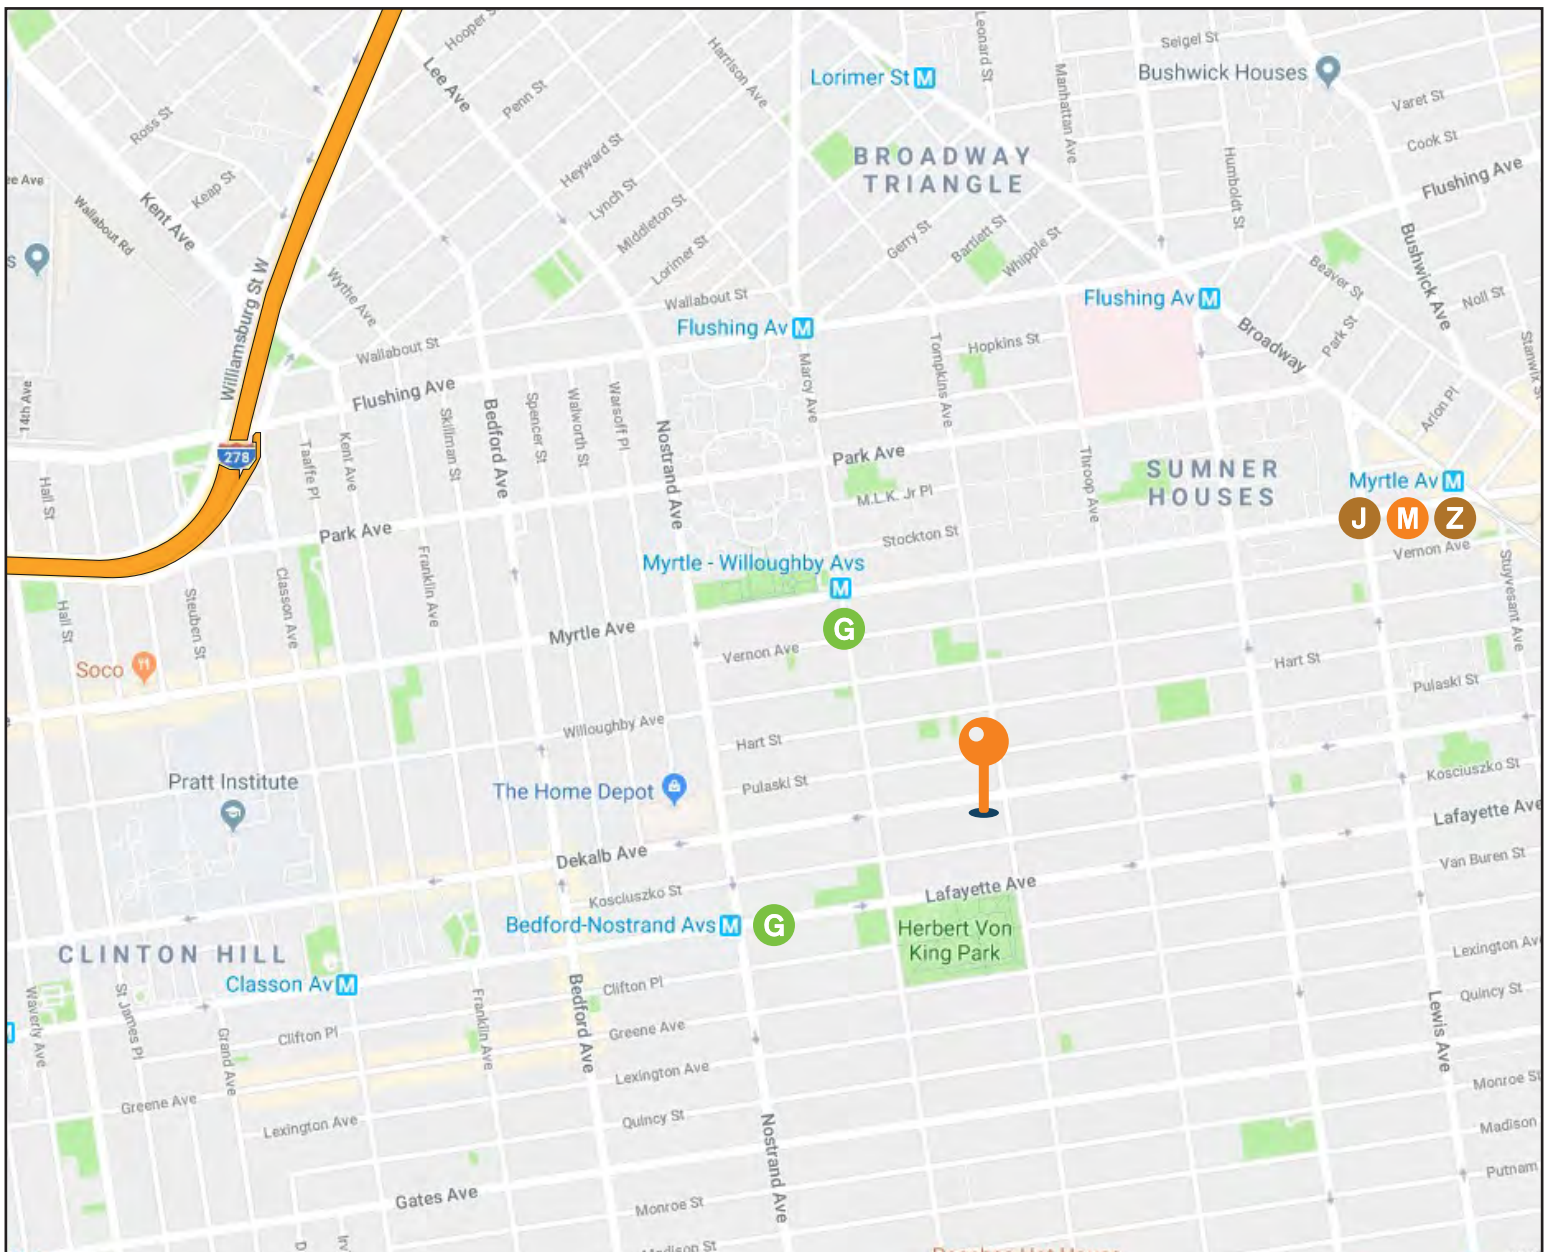 Hooper S
Lee Ave
Harrison Ave
Leonard St
Seigel St
Lorimer St M
Bushwick Houses
Manhattan Ave
Varet St
Penn St
Ross St
Cook St
BROADWAY
TRIANGLE
Heyward St
Humboldt St
Flushing Ave
ee Ave
Keap St
Kent Ave
Wallabout Rd
Lynch St
Middleton St
Lorimer St
Gerry St
Bartlett St
Whipple St
Bushwick Ave
S
Williamsburg St W
Wythe Ave
Beaver St
Noll St
Wallabout St
Flushing Av M
Flushing Av M
Broadway
Park St
Stanwix S
Wallabout St
Hopkins St
Tompkins Ave
Marcy Ave
14th Ave
Flushing Ave
Skillman St
Bedford Ave
Spencer St
Walworth St
Warsoff Pl
Nostrand Ave
Arion Pl
278
Taaffe Pl
Kent Ave
Park Ave
Throop Ave
SUMNER
HOUSES
Myrtle Av M
Hall St
M.L.K. Jr Pl
J M Z
Park Ave
Stockton St
Vernon Ave
Stuyvesant Ave
Franklin Ave
Myrtle - Willoughby Avs
M
G
Hall St
Steuben St
Classon Ave
Myrtle Ave
Vernon Ave
Hart St
Soco
Pulaski St
e
Willoughby Ave
Hart St
Pratt Institute
The Home Depot
Pulaski St
Kosciuszko St
Lafayette Ave
Dekalb Ave
Van Buren St
Kosciuszko St
Lafayette Ave
Bedford-Nostrand Avs M
G
Herbert Von
King Park
CLINTON HILL
Lexington Av
Classon Av M
Waverly Ave
St James Pl
Grand Ave
Clifton Pl
Franklin Ave
Bedford Ave
Clifton Pl
Quincy St
Lewis Ave
Greene Ave
Lexington Ave
Monroe St
Greene Ave
Lexington Ave
Quincy St
Nostrand Ave
Madison
Putnam
Gates Ave
Monroe St
D
Irv
Madison St